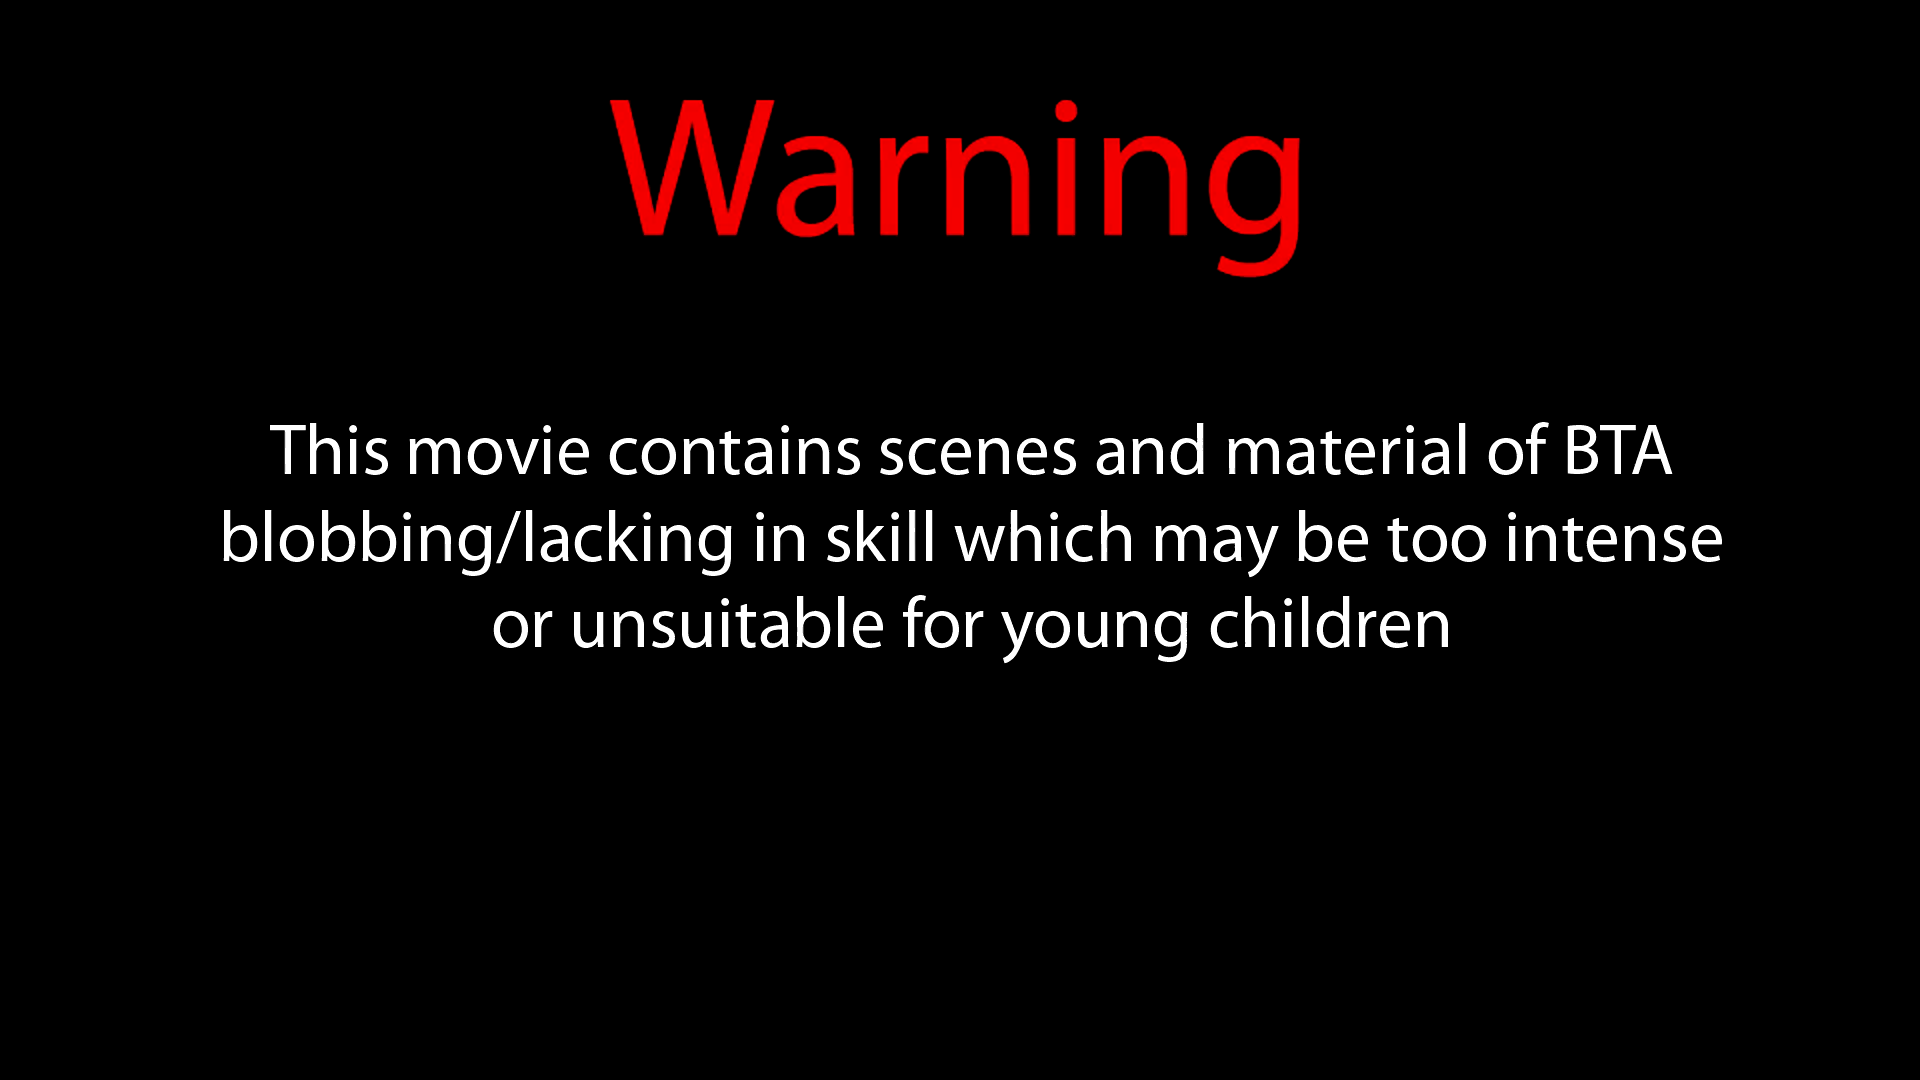 Warning
This movie contains scenes and material of BTA
blobbing/lacking in skill which may be too intense
or unsuitable for young children